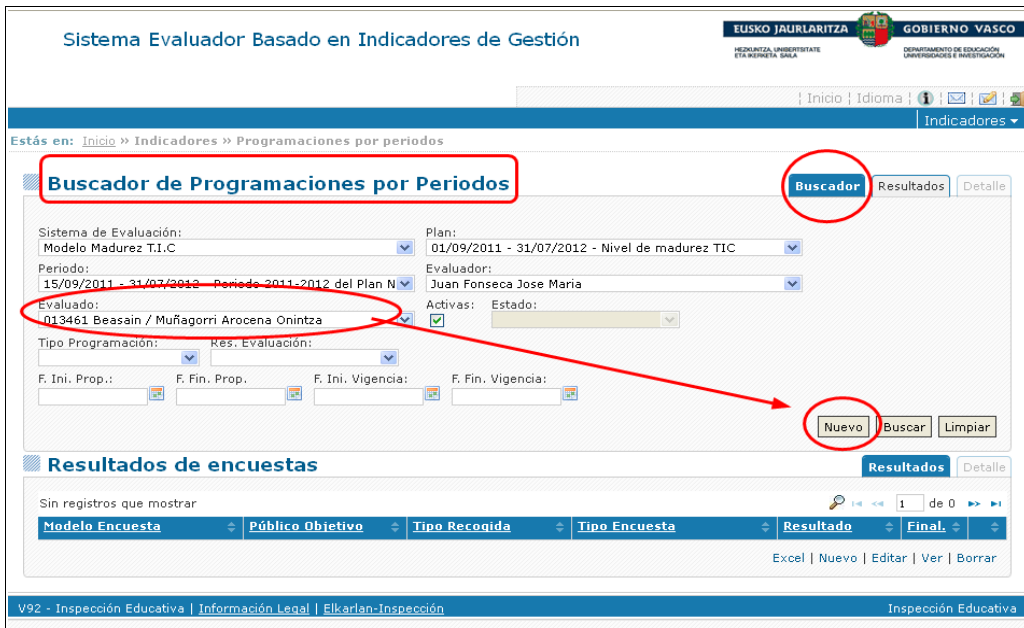 Sistema Evaluador Basado en Indicadores de Gestión
EUSKO JAURLARITZA
GOBIERNO VASCO
HEZKUNTZA, UNIBERTSITATE
ETA IKERKETA SAILA
DEPARTAMENTO DE EDUCACIÓN
UNIVERSIDADES E INVESTIGACIÓN
¦ Inicio ¦ Idioma ¦
Indicadores
Estás en: Inicio » Indicadores » Programaciones por periodos
Buscador de Programaciones por Periodos
Buscador Resultados Detalle
Sistema de Evaluación: Plan:
Modelo Madurez T.I.C 01/09/2011 - 31/07/2012 - Nivel de madurez TIC
Periodo: Evaluador:
15/09/2011 - 31/07/2012 - Periodo 2011-2012 del Plan N Juan Fonseca Jose Maria
Evaluado: Activas: Estado:
013461 Beasain / Muñagorri Arocena Onintza
Tipo Programación: Res. Evaluación:
F. Ini. Prop.: F. Fin. Prop. F. Ini. Vigencia: F. Fin. Vigencia:
Nuevo Buscar Limpiar
Resultados de encuestas
Resultados Detalle
Sin registros que mostrar 1 de 0
Modelo Encuesta Público Objetivo Tipo Recogida Tipo Encuesta Resultado Final.
Excel | Nuevo | Editar | Ver | Borrar
V92 - Inspección Educativa | Información Legal | Elkarlan-Inspección Inspección Educativa